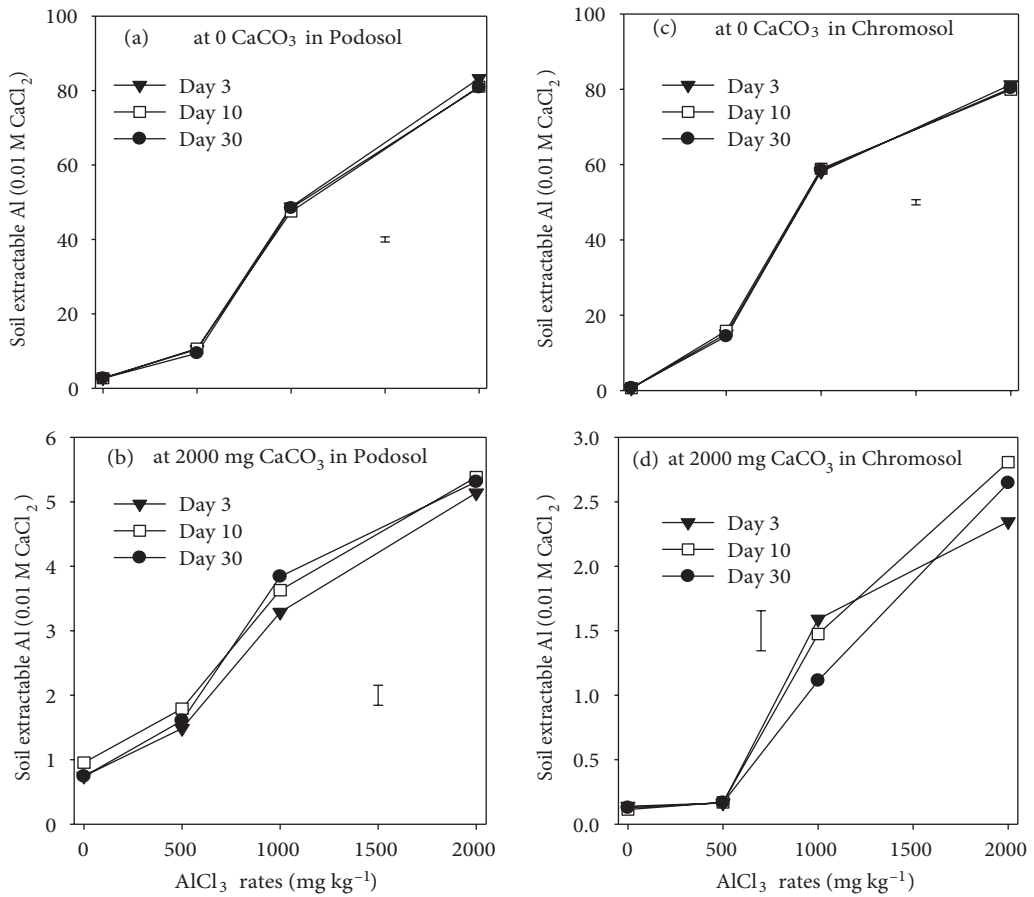 (a) at 0 CaCO₃ in Podosol
Day 3
Day 10
Day 30
Soil extractable Al (0.01 M CaCl₂)
100
80
60
40
20
0
(c) at 0 CaCO₃ in Chromosol
Day 3
Day 10
Day 30
Soil extractable Al (0.01 M CaCl₂)
100
80
60
40
20
0
(b) at 2000 mg CaCO₃ in Podosol
Day 3
Day 10
Day 30
Soil extractable Al (0.01 M CaCl₂)
6
5
4
3
2
1
0
0 500 1000 1500 2000
AlCl₃ rates (mg kg⁻¹)
(d) at 2000 mg CaCO₃ in Chromosol
Day 3
Day 10
Day 30
Soil extractable Al (0.01 M CaCl₂)
3.0
2.5
2.0
1.5
1.0
0.5
0.0
0 500 1000 1500 2000
AlCl₃ rates (mg kg⁻¹)